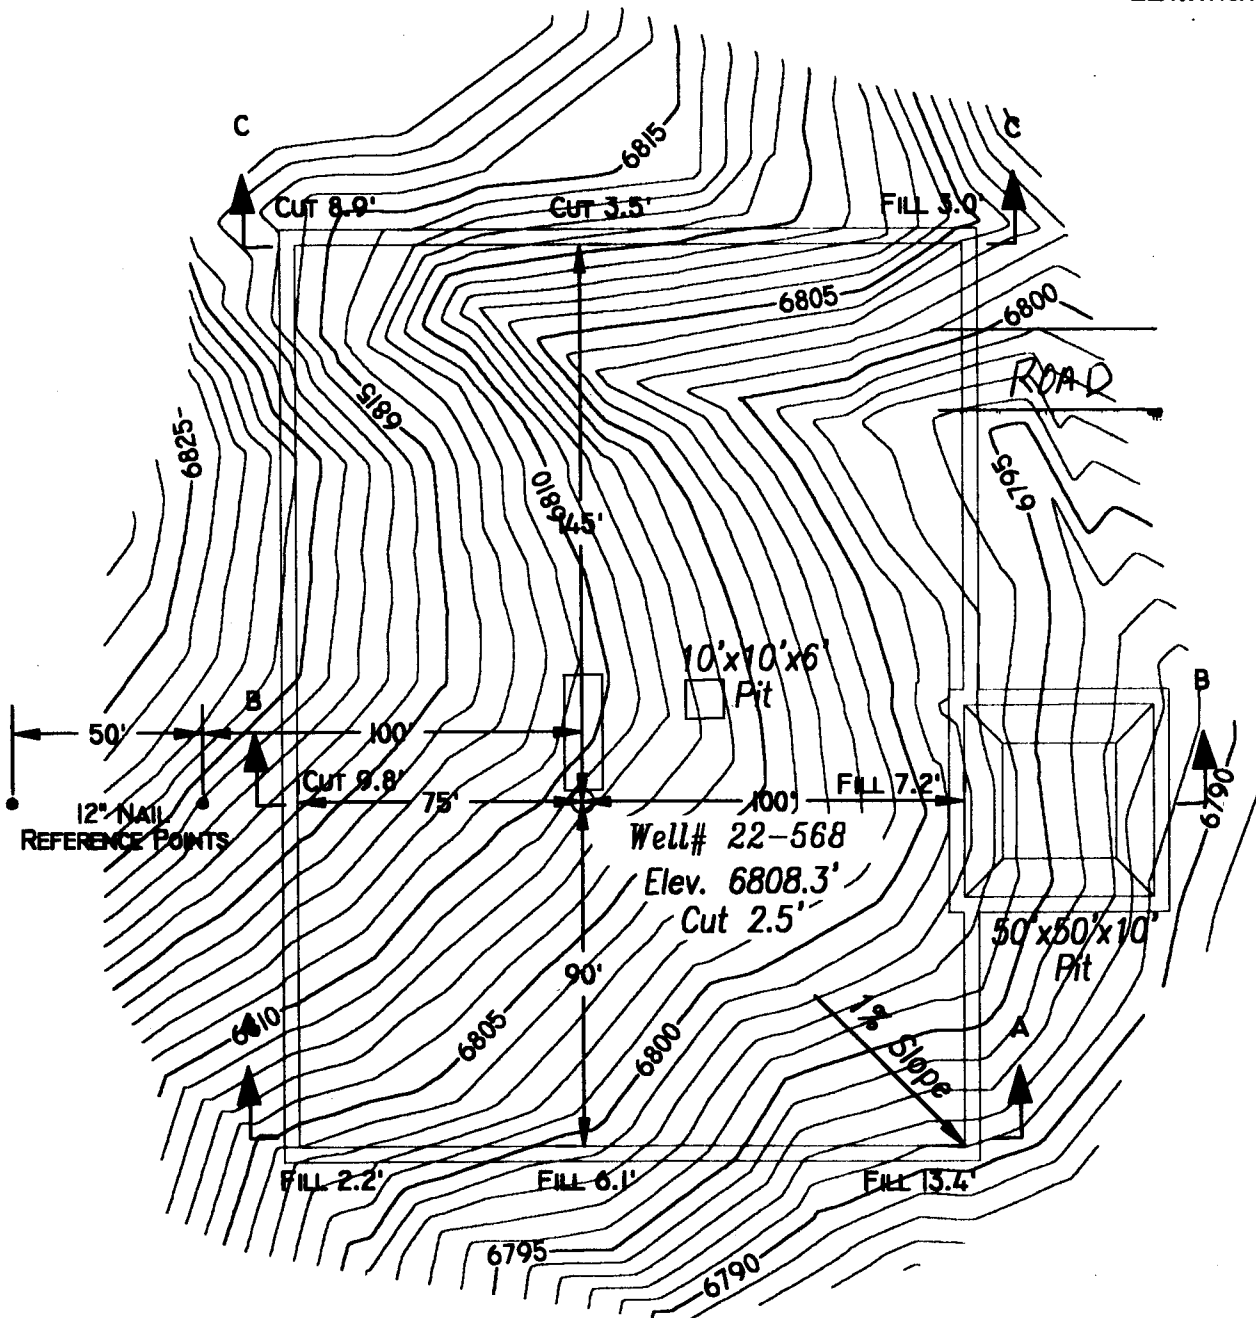 C
6815
C
CUT 8.9'
CUT 3.5'
FILL 3.0'
6805
6800
ROAD
6815
6825
6795
6810
145'
10'x10'x6'
Pit
B
B
50'
100'
6790
CUT 9.8'
75'
100'
FILL 7.2'
12" NAIL
REFERENCE POINTS
Well# 22-568
Elev. 6808.3'
Cut 2.5'
50'x50'x10'
Pit
90'
6810
6805
6800
1% Slope
A
FILL 2.2'
FILL 6.1'
FILL 13.4'
6795
6790